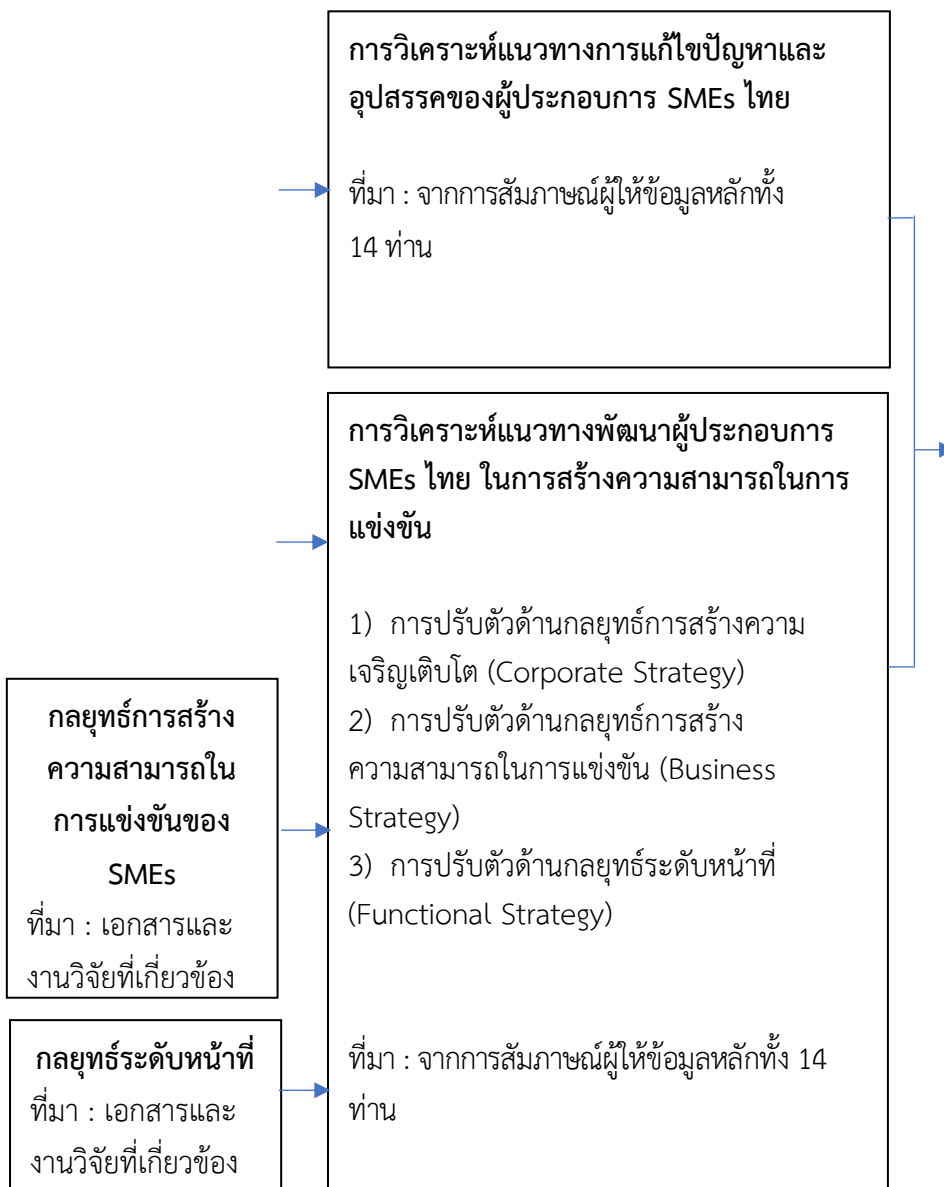 การวิเคราะห์แนวทางการแก้ไขปัญหาและ
อุปสรรคของผู้ประกอบการ SMEs ไทย
ที่มา : จากการสัมภาษณ์ผู้ให้ข้อมูลหลักทั้ง
14 ท่าน
การวิเคราะห์แนวทางพัฒนาผู้ประกอบการ
SMEs ไทย ในการสร้างความสามารถในการ
แข่งขัน
1) การปรับตัวด้านกลยุทธ์การสร้างความ
เจริญเติบโต (Corporate Strategy)
2) การปรับตัวด้านกลยุทธ์การสร้าง
ความสามารถในการแข่งขัน (Business
Strategy)
3) การปรับตัวด้านกลยุทธ์ระดับหน้าที่
(Functional Strategy)
ที่มา : จากการสัมภาษณ์ผู้ให้ข้อมูลหลักทั้ง 14
ท่าน
กลยุทธ์การสร้าง
ความสามารถใน
การแข่งขันของ
SMEs
ที่มา : เอกสารและ
งานวิจัยที่เกี่ยวข้อง
กลยุทธ์ระดับหน้าที่
ที่มา : เอกสารและ
งานวิจัยที่เกี่ยวข้อง